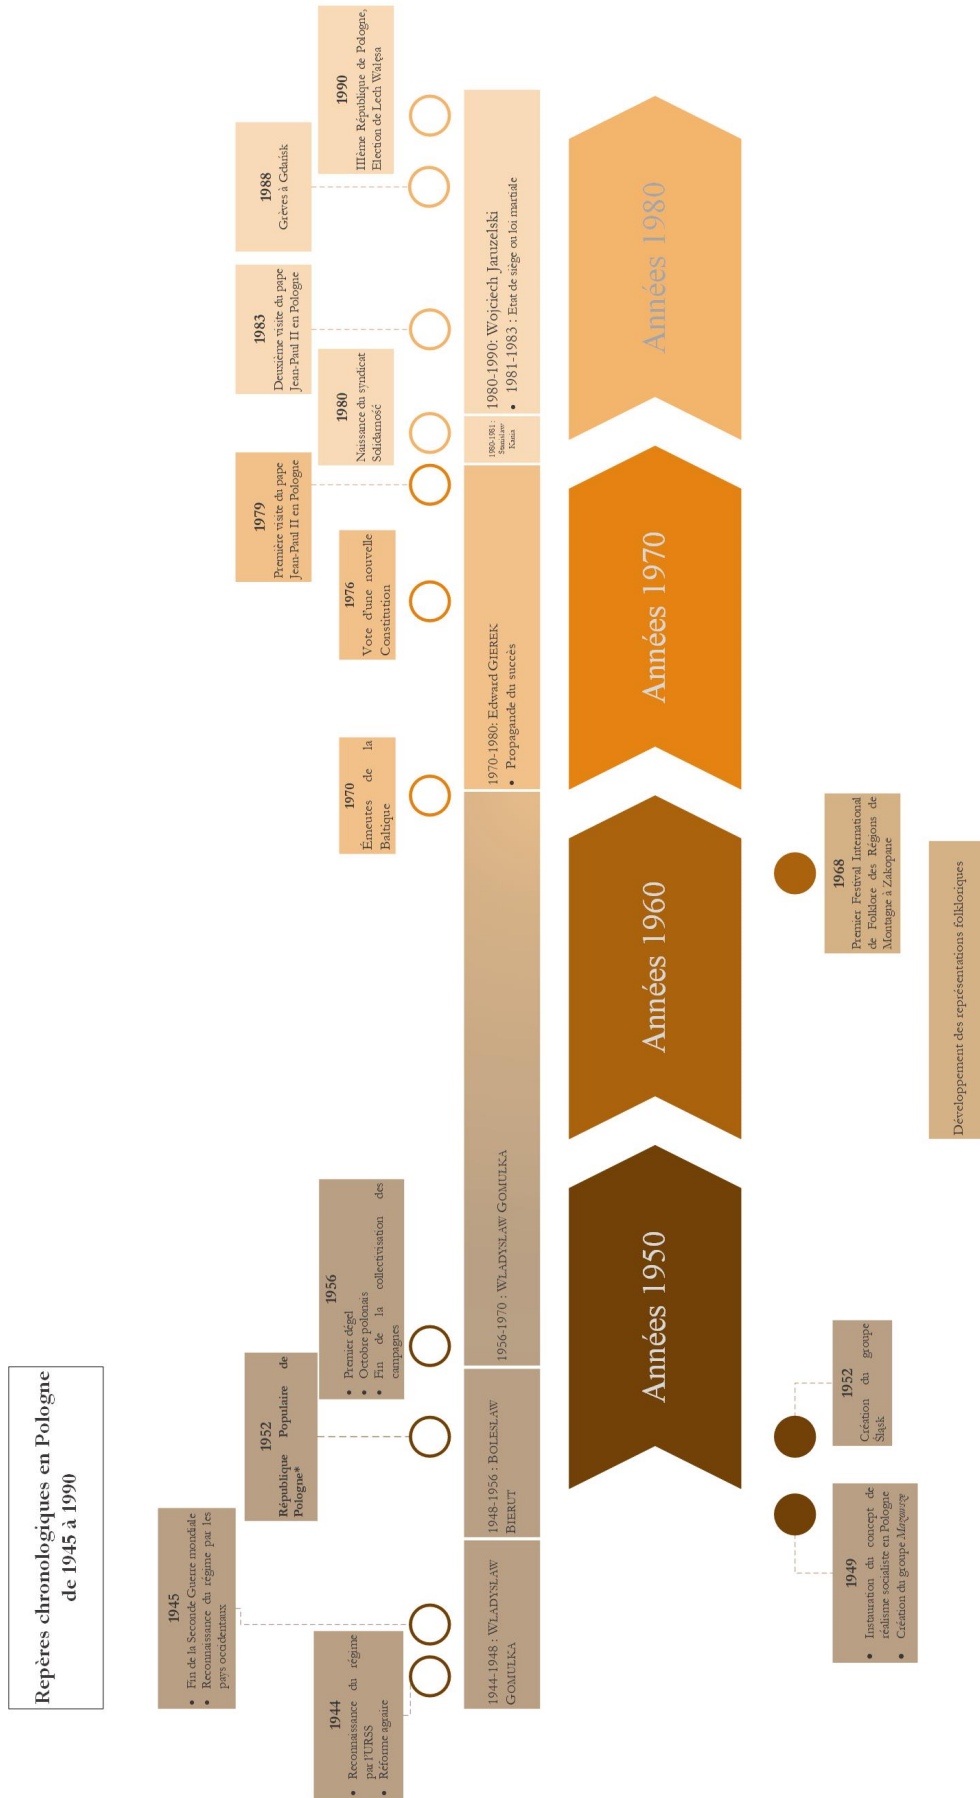 Repères chronologiques en Pologne
de 1945 à 1990
1944
• Reconnaissance du régime
par l'URSS
• Réforme agraire
1945
• Fin de la Seconde Guerre mondiale
• Reconnaissance du régime par les
pays occidentaux
1952
République Populaire de
Pologne*
1956
• Premier dégel
• Octobre polonais
• Fin de la collectivisation des
campagnes
1970
Émeutes de la
Baltique
1976
Vote d'une nouvelle
Constitution
1979
Première visite du pape
Jean-Paul II en Pologne
1980
Naissance du syndicat
Solidarność
1983
Deuxième visite du pape
Jean-Paul II en Pologne
1988
Grèves à Gdańsk
1990
IIIème République de Pologne,
Election de Lech Wałęsa
1944-1948 : WLADYSLAW
GOMULKA
1948-1956 : BOLESLAW
BIERUT
1956-1970 : WLADYSLAW GOMULKA
1970-1980: Edward GIEREK
• Propagande du succès
1980-1981 :
Stanislaw
Kania
1980-1990: Wojciech Jaruzelski
• 1981-1983 : Etat de siège ou loi martiale
Années 1950
Années 1960
Années 1970
Années 1980
1949
• Instauration du concept de
réalisme socialiste en Pologne
• Création du groupe Mazowsze
1952
Création du groupe
Śląsk
1968
Premier Festival International
de Folklore des Régions de
Montagne à Zakopane
Développement des représentations folkloriques